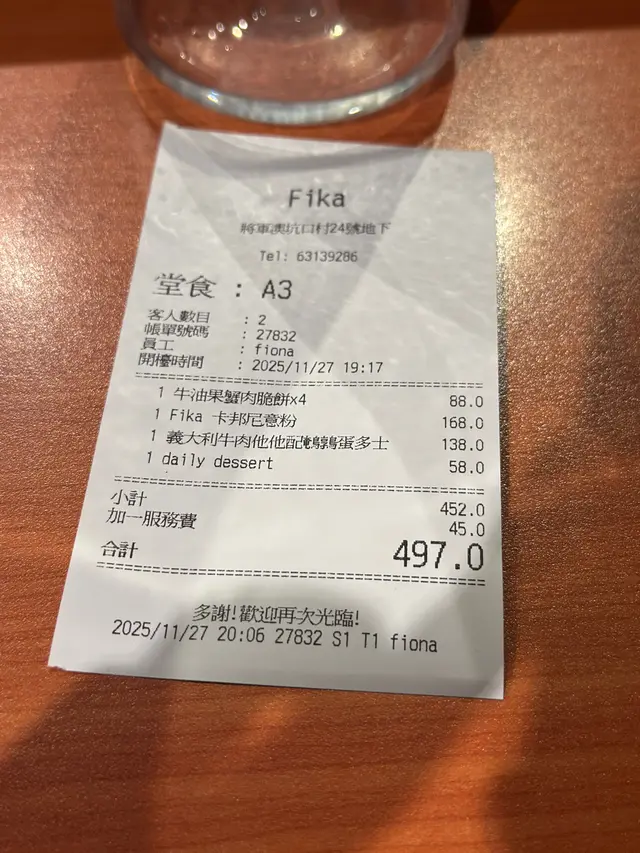 Fika
將軍澳坑口村24號地下
Tel: 63139286
堂食 : A3
客人數目 : 2
帳單號碼 : 27832
員工 : fiona
開檯時間 : 2025/11/27 19:17
1 牛油果蟹肉脆餅x4 88.0
1 Fika 卡邦尼意粉 168.0
1 義大利牛肉他他配鵪鶉蛋多士 138.0
1 daily dessert 58.0
小計 452.0
加一服務費 45.0
合計 497.0
多謝!歡迎再次光臨!
2025/11/27 20:06 27832 S1 T1 fiona